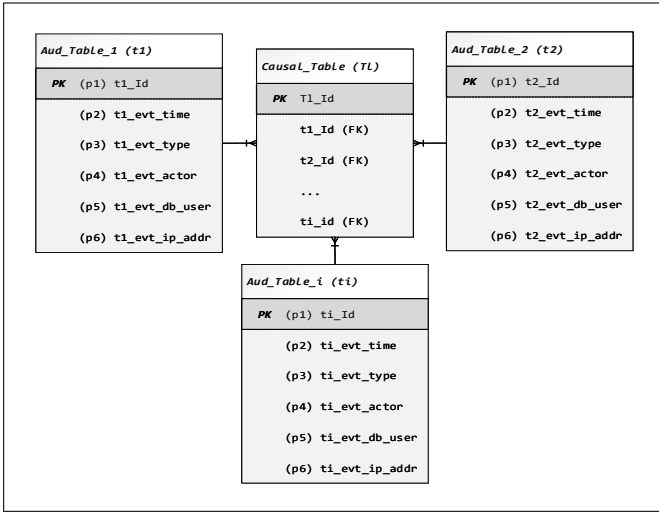 Aud_Table_1 (t1)
PK (p1) t1_Id
(p2) t1_evt_time
(p3) t1_evt_type
(p4) t1_evt_actor
(p5) t1_evt_db_user
(p6) t1_evt_ip_addr
Causal_Table (Tl)
PK Tl_Id
t1_Id (FK)
t2_Id (FK)
...
ti_id (FK)
Aud_Table_2 (t2)
PK (p1) t2_Id
(p2) t2_evt_time
(p3) t2_evt_type
(p4) t2_evt_actor
(p5) t2_evt_db_user
(p6) t2_evt_ip_addr
Aud_Table_i (ti)
PK (p1) ti_Id
(p2) ti_evt_time
(p3) ti_evt_type
(p4) ti_evt_actor
(p5) ti_evt_db_user
(p6) ti_evt_ip_addr